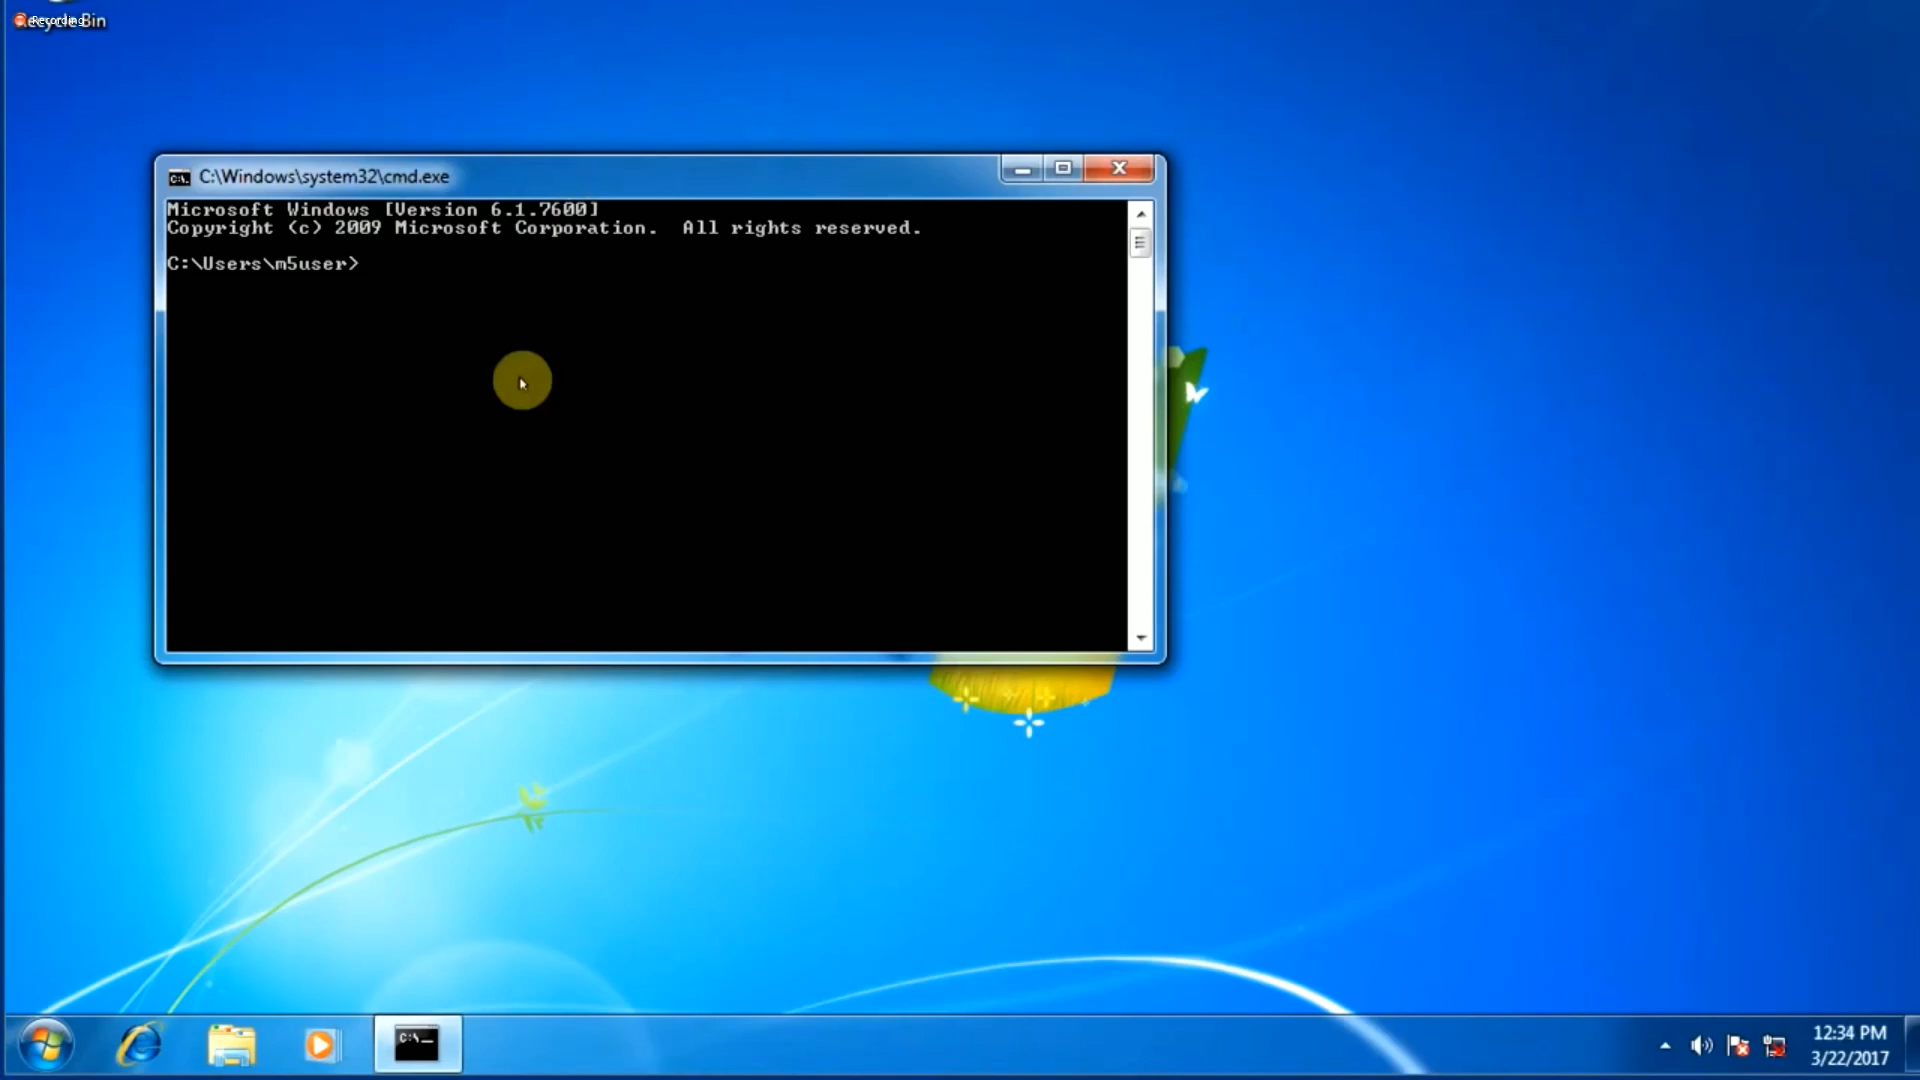 Recycle Bin
Recording
C:\Windows\system32\cmd.exe
Microsoft Windows [Version 6.1.7600]
Copyright (c) 2009 Microsoft Corporation.  All rights reserved.
C:\Users\m5user>
12:34 PM
3/22/2017